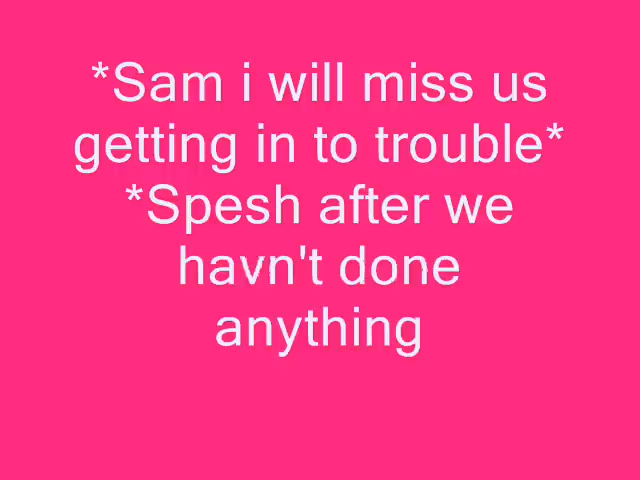 *Sam i will miss us
getting in to trouble*
*Spesh after we
havn't done
anything